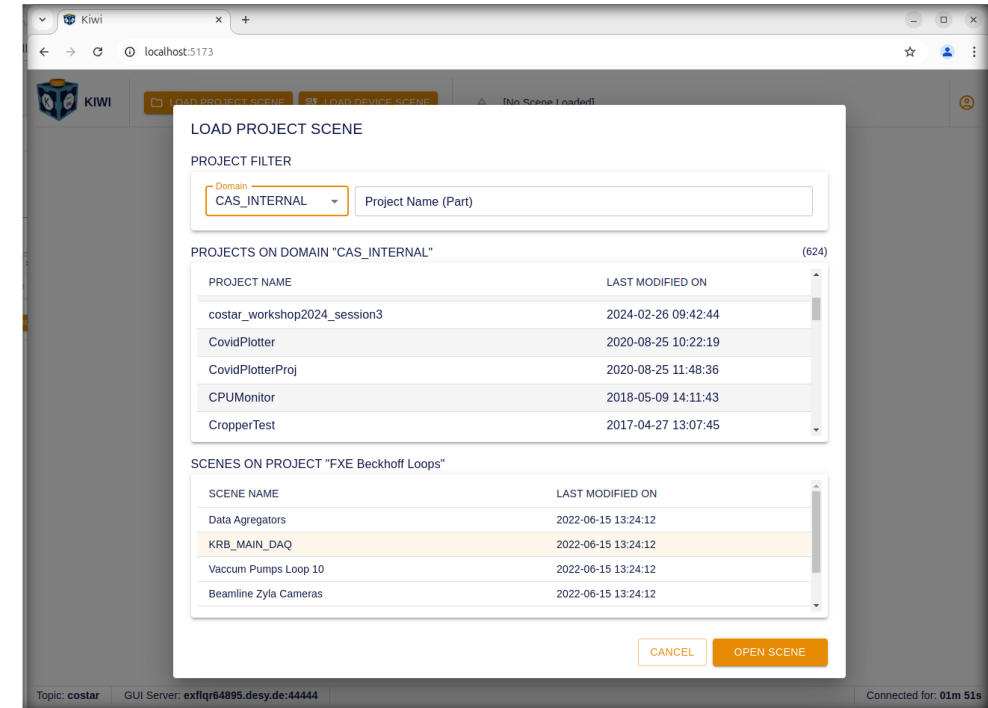 Kiwi
localhost:5173
KIWI
LOAD PROJECT SCENE
LOAD DEVICE SCENE
[No Scene Loaded]
LOAD PROJECT SCENE
PROJECT FILTER
Domain
CAS_INTERNAL
Project Name (Part)
PROJECTS ON DOMAIN "CAS_INTERNAL" (624)
PROJECT NAME LAST MODIFIED ON
costar_workshop2024_session3 2024-02-26 09:42:44
CovidPlotter 2020-08-25 10:22:19
CovidPlotterProj 2020-08-25 11:48:36
CPUMonitor 2018-05-09 14:11:43
CropperTest 2017-04-27 13:07:45
SCENES ON PROJECT "FXE Beckhoff Loops"
SCENE NAME LAST MODIFIED ON
Data Agregators 2022-06-15 13:24:12
KRB_MAIN_DAQ 2022-06-15 13:24:12
Vaccum Pumps Loop 10 2022-06-15 13:24:12
Beamline Zyla Cameras 2022-06-15 13:24:12
CANCEL OPEN SCENE
Topic: costar GUI Server: exflqr64895.desy.de:44444 Connected for: 01m 51s